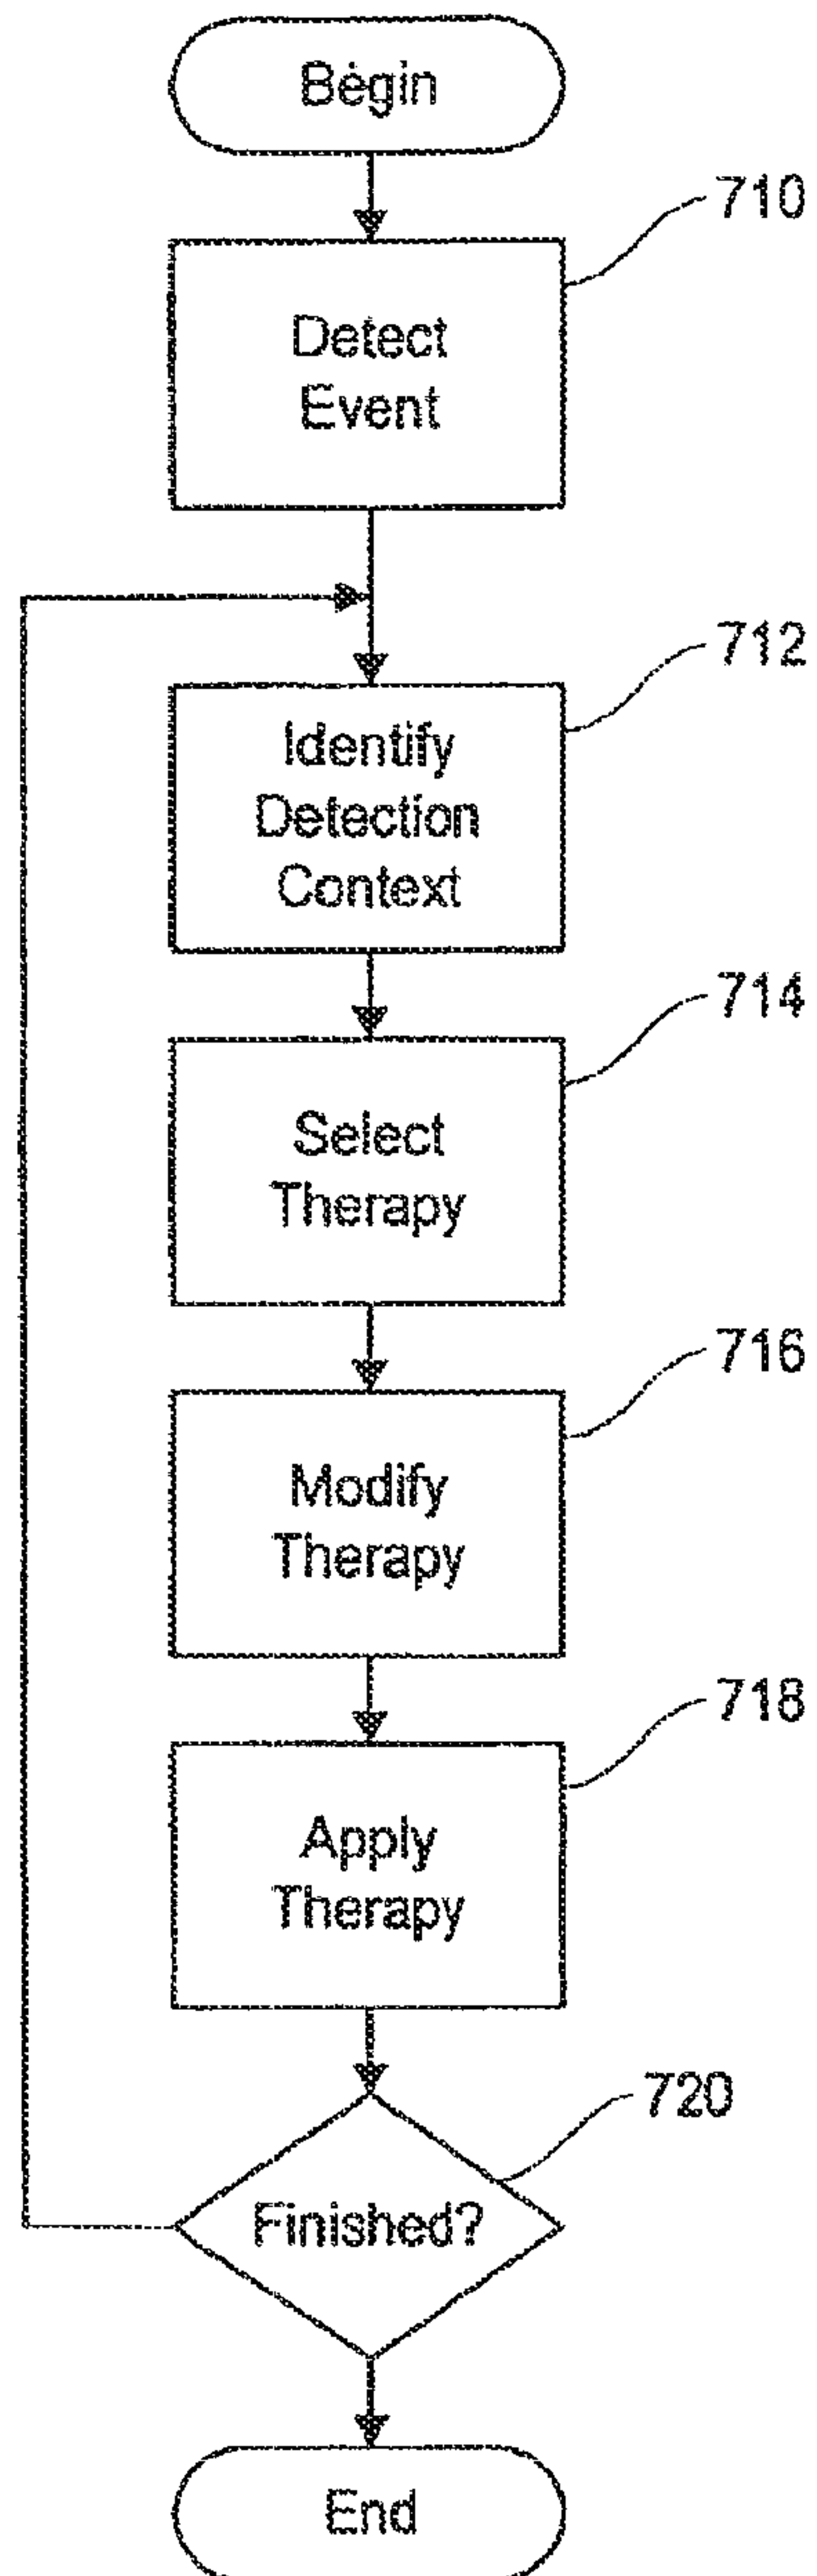 Begin
710
Detect
Event
712
Identify
Detection
Context
714
Select
Therapy
716
Modify
Therapy
718
Apply
Therapy
720
Finished?
End